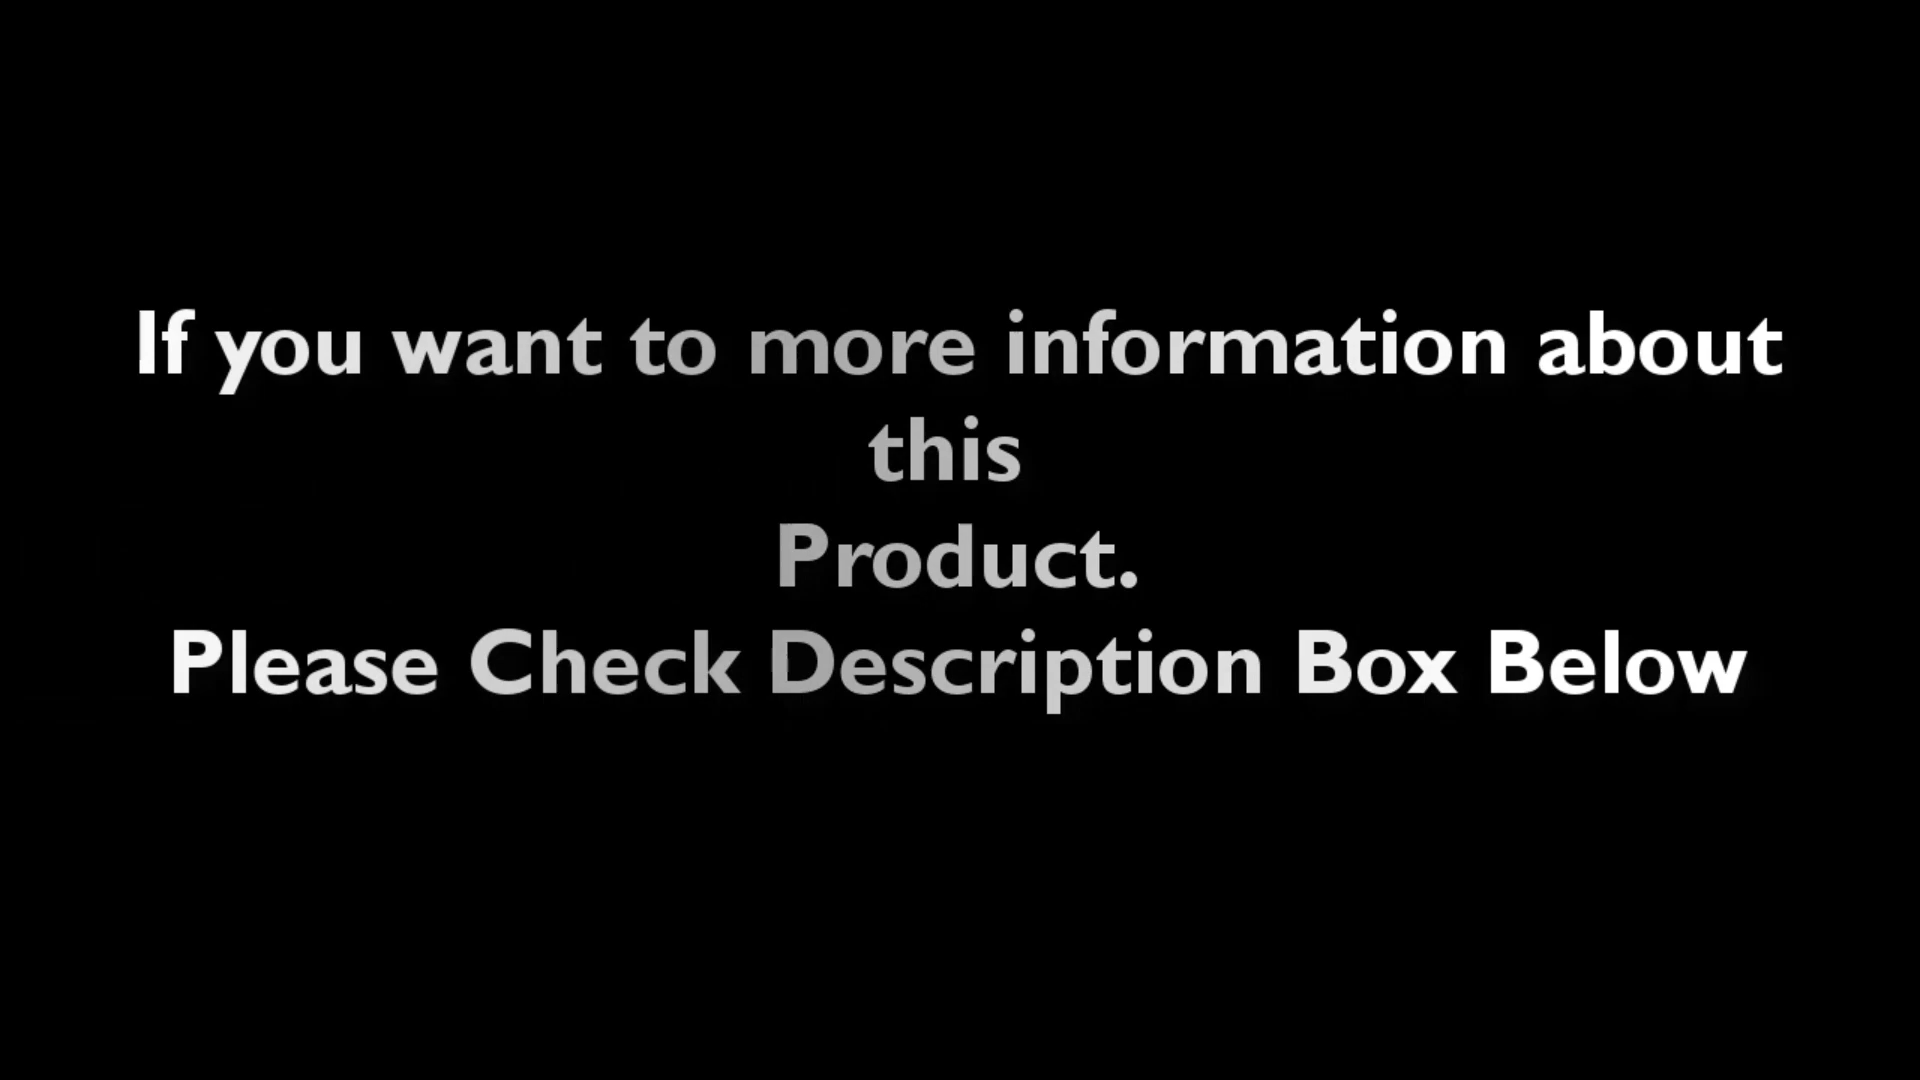 If you want to more information about
this
Product.
Please Check Description Box Below